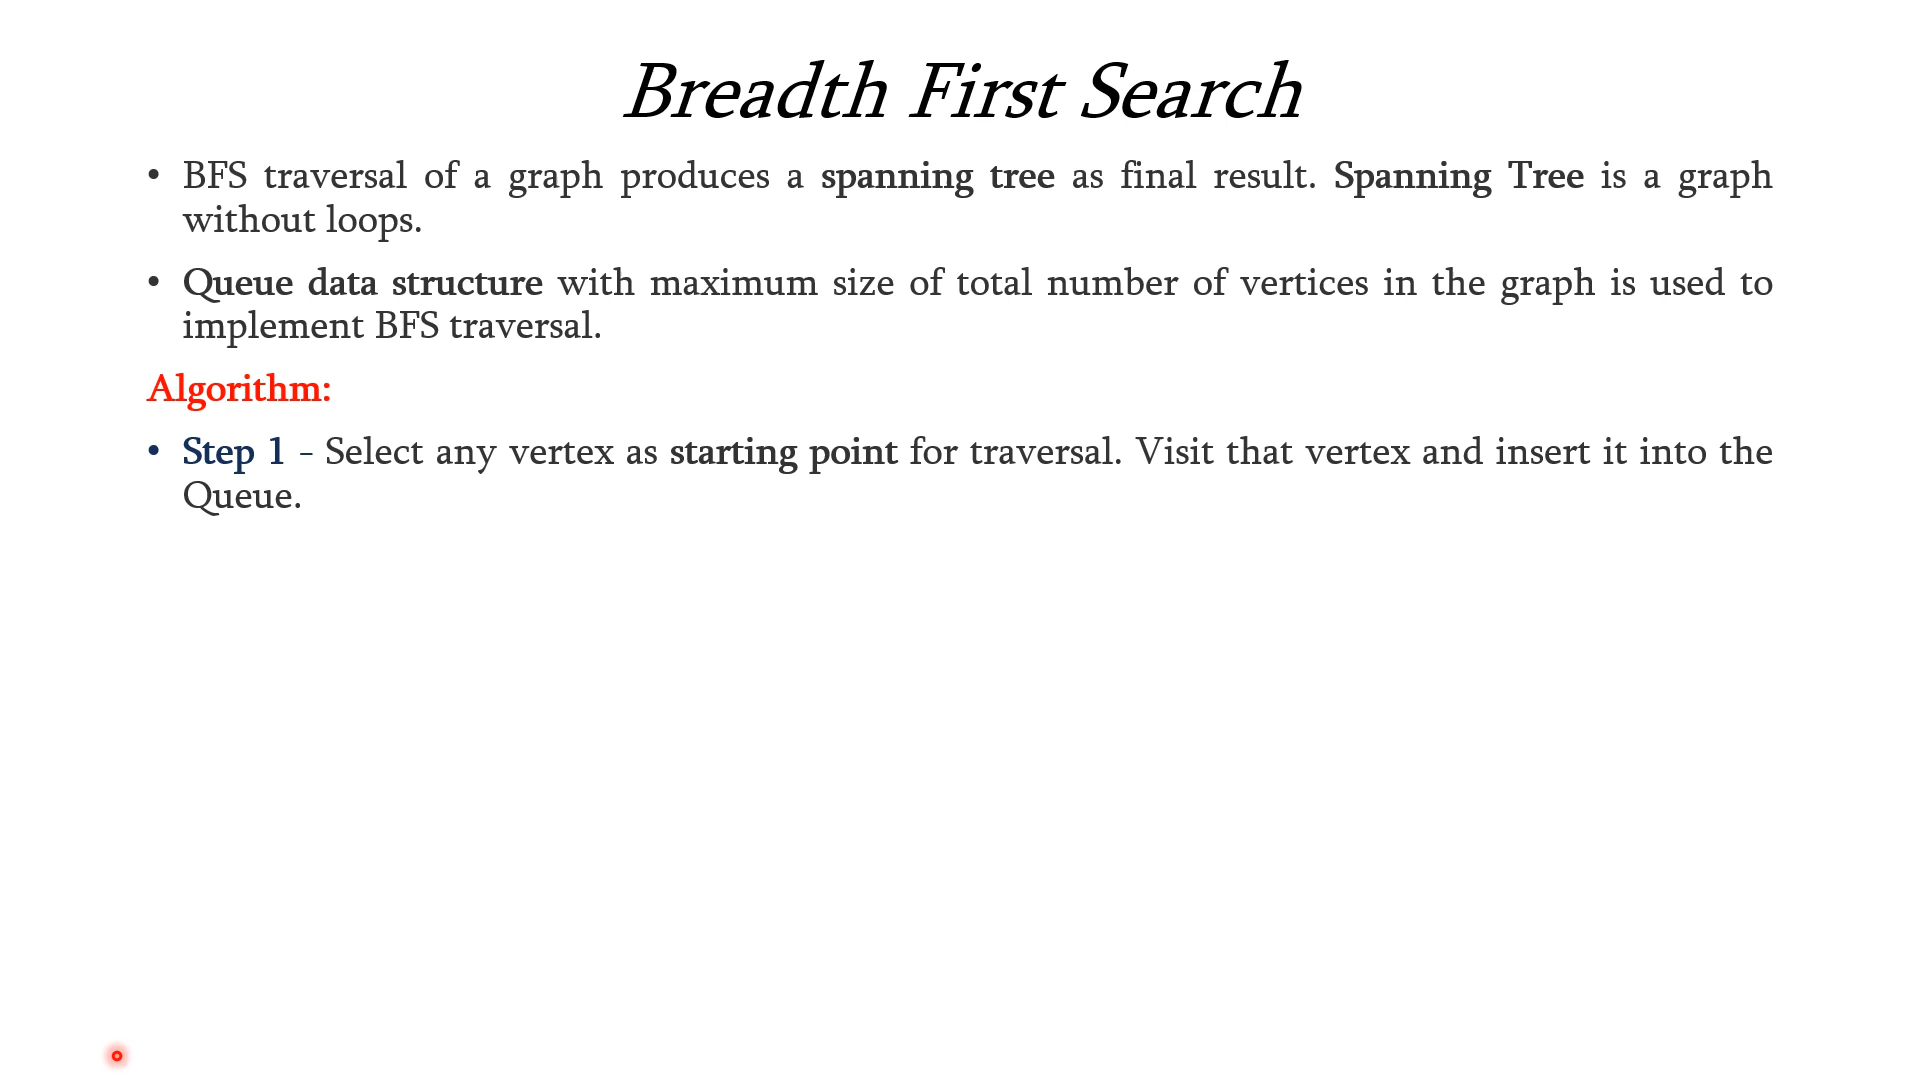 Breadth First Search
• BFS traversal of a graph produces a spanning tree as final result. Spanning Tree is a graph
without loops.
• Queue data structure with maximum size of total number of vertices in the graph is used to
implement BFS traversal.
Algorithm:
• Step 1 - Select any vertex as starting point for traversal. Visit that vertex and insert it into the
Queue.